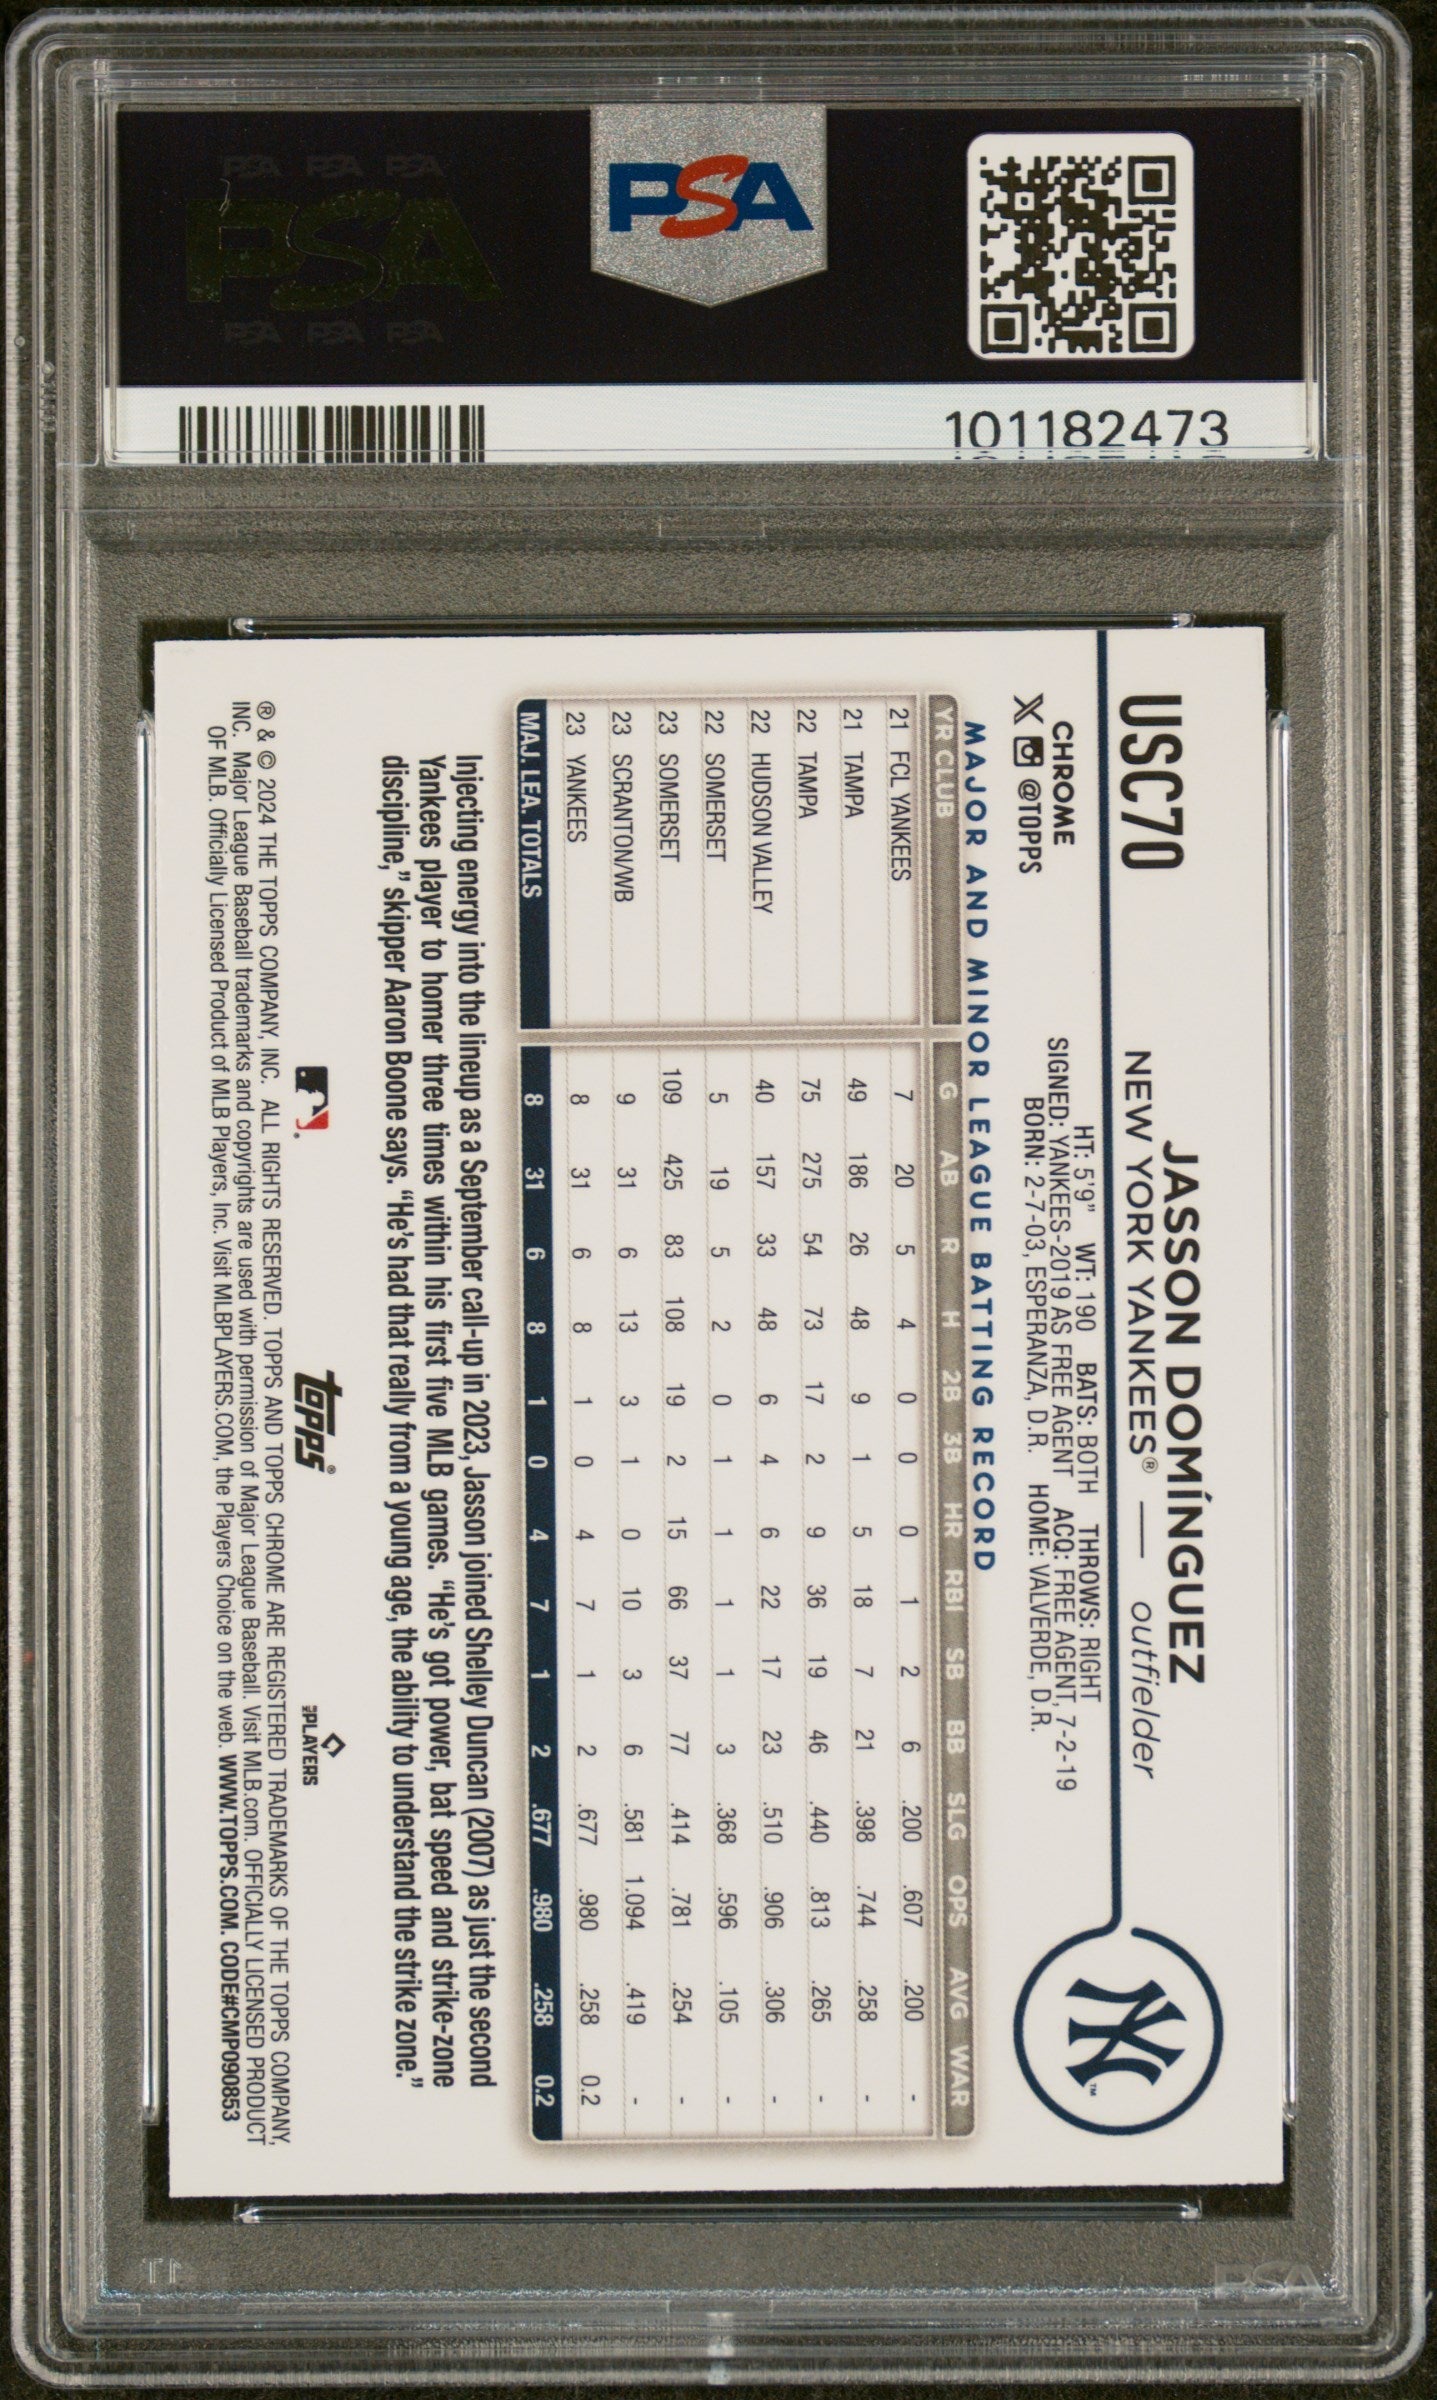 PSA PSA PSA
PSA
PSA PSA PSA
PSA
101182473
USC70
JASSON DOMÍNGUEZ
NEW YORK YANKEES® — outfielder
CHROME
X @TOPPS
HT: 5'9" WT: 190 BATS: BOTH THROWS: RIGHT
SIGNED: YANKEES-2019 AS FREE AGENT ACQ: FREE AGENT, 7-2-19
BORN: 2-7-03, ESPERANZA, D.R. HOME: VALVERDE, D.R.
NY™
MAJOR AND MINOR LEAGUE BATTING RECORD
YR CLUB G AB R H 2B 3B HR RBI SB BB SLG OPS AVG WAR
21 FCL YANKEES 7 20 5 4 0 0 0 1 2 6 .200 .607 .200 -
21 TAMPA 49 186 26 48 9 1 5 18 7 21 .398 .744 .258 -
22 TAMPA 75 275 54 73 17 2 9 36 19 46 .440 .813 .265 -
22 HUDSON VALLEY 40 157 33 48 6 4 6 22 17 23 .510 .906 .306 -
22 SOMERSET 5 19 5 2 0 1 1 1 1 3 .368 .596 .105 -
23 SOMERSET 109 425 83 108 19 2 15 66 37 77 .414 .781 .254 -
23 SCRANTON/WB 9 31 6 13 3 1 0 10 3 6 .581 1.094 .419 -
23 YANKEES 8 31 6 8 1 0 4 7 1 2 .677 .980 .258 0.2
MAJ. LEA. TOTALS 8 31 6 8 1 0 4 7 1 2 .677 .980 .258 0.2
Injecting energy into the lineup as a September call-up in 2023, Jasson joined Shelley Duncan (2007) as just the second
Yankees player to homer three times within his first five MLB games. "He's got power, bat speed and strike-zone
discipline," skipper Aaron Boone says. "He's had that really from a young age, the ability to understand the strike zone."
topps®
PLAYERS
® & © 2024 THE TOPPS COMPANY, INC. ALL RIGHTS RESERVED. TOPPS AND TOPPS CHROME ARE REGISTERED TRADEMARKS OF THE TOPPS COMPANY,
INC. Major League Baseball trademarks and copyrights are used with permission of Major League Baseball. Visit MLB.com. OFFICIALLY LICENSED PRODUCT
OF MLB. Officially Licensed Product of MLB Players, Inc. Visit MLBPLAYERS.COM, the Players Choice on the web. WWW.TOPPS.COM. CODE#CMP090853
PSA